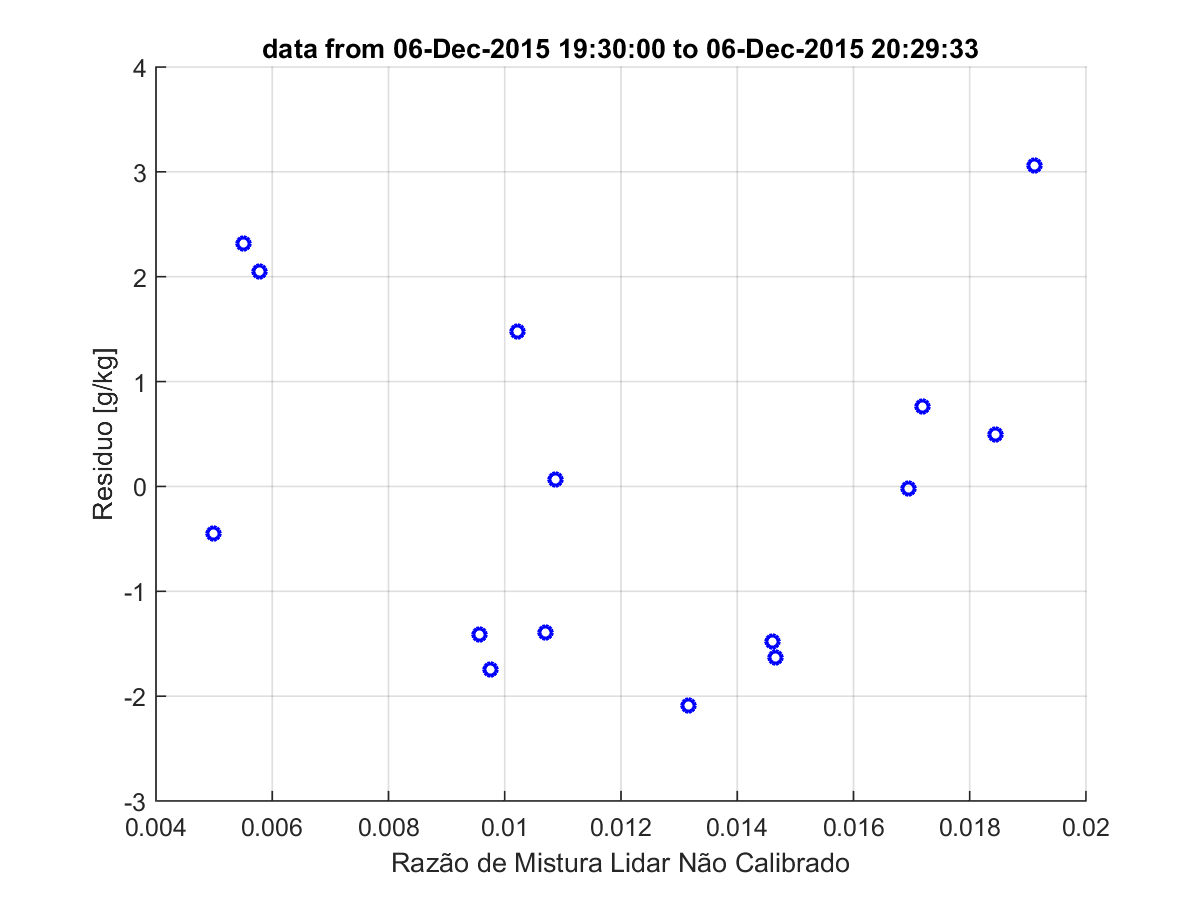 data from 06-Dec-2015 19:30:00 to 06-Dec-2015 20:29:33
4
3
2
1
0
-1
-2
-3
Residuo [g/kg]
0.004 0.006 0.008 0.01 0.012 0.014 0.016 0.018 0.02
Razão de Mistura Lidar Não Calibrado